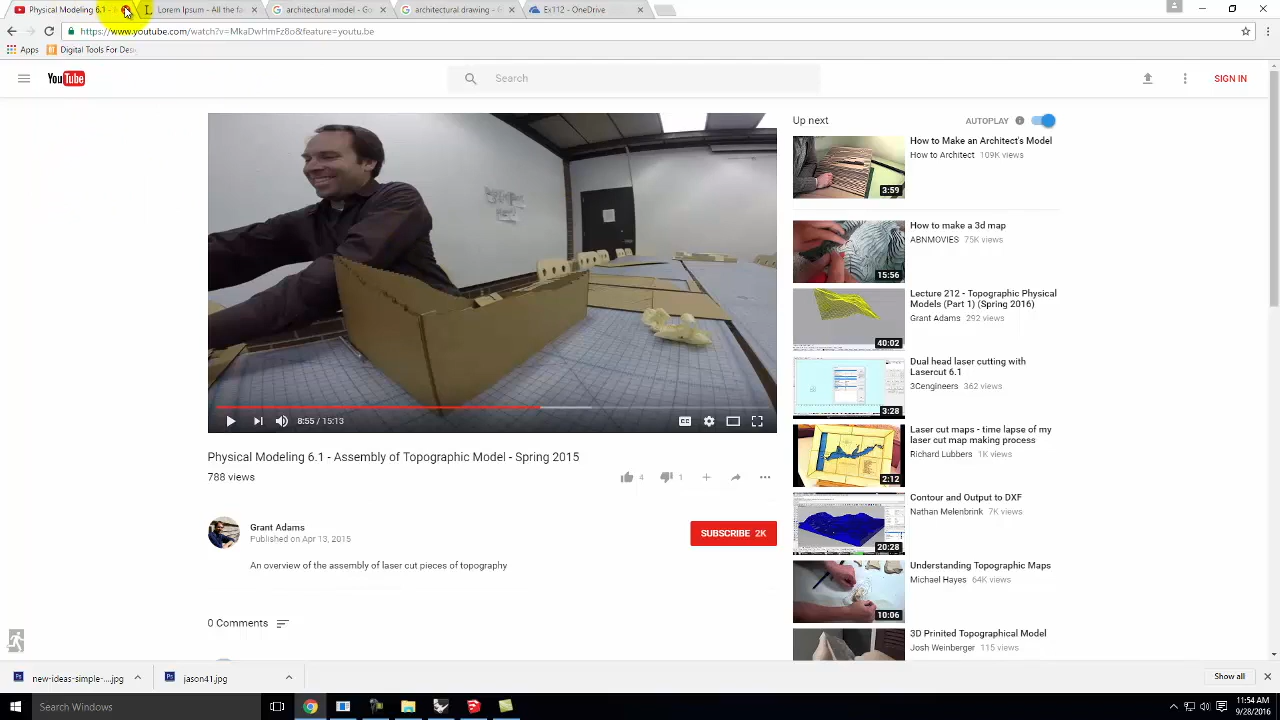 Physical Modeling 6.1 -
Lorem Ipsum - All the fa
architectural model - Go
architectural drawing - G
Ex112 - OneDrive
https://www.youtube.com/watch?v=MkaDwHmFz8o&feature=youtu.be
Apps
Digital Tools For Des
YouTube
Search
SIGN IN
Up next
AUTOPLAY
How to Make an Architect's Model
How to Architect 109K views
3:59
How to make a 3d map
ABNMOVIES 75K views
15:56
Lecture 212 - Topographic Physical
Models (Part 1) (Spring 2016)
Grant Adams 292 views
40:02
Dual head laser cutting with
Lasercut 6.1
3Cengineers 362 views
3:28
Laser cut maps - time lapse of my
laser cut map making process
Richard Lubbers 1K views
2:12
Contour and Output to DXF
Nathan Melenbrink 7K views
20:28
Understanding Topographic Maps
Michael Hayes 64K views
10:06
3D Prinited Topographical Model
Josh Weinberger 115 views
8:55 / 15:13
CC
Physical Modeling 6.1 - Assembly of Topographic Model - Spring 2015
788 views
4
1
Grant Adams
Published on Apr 13, 2015
SUBSCRIBE 2K
An overview of the assembly of laser cut pieces of topography
0 Comments
new-ideas-simple-....jpg
jason41.jpg
Show all
Search Windows
11:54 AM
9/28/2016